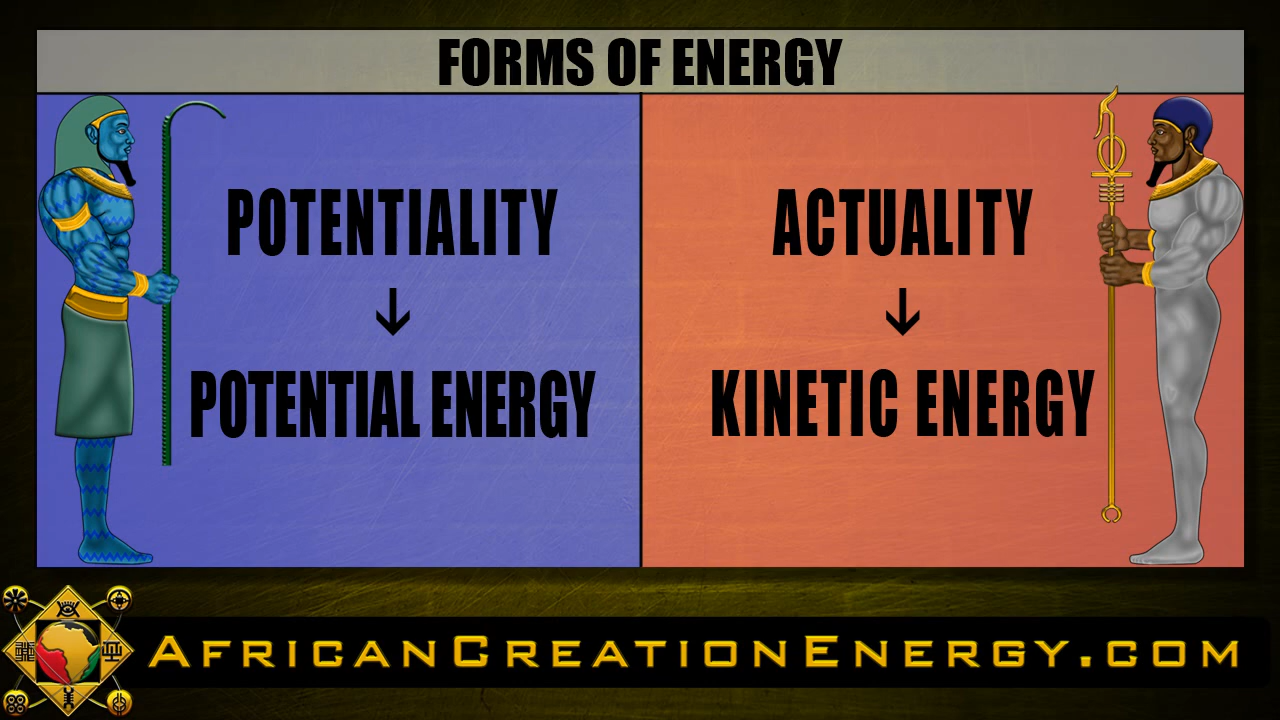 FORMS OF ENERGY
POTENTIALITY
↓
POTENTIAL ENERGY
ACTUALITY
↓
KINETIC ENERGY
AFRICANCREATIONENERGY.COM